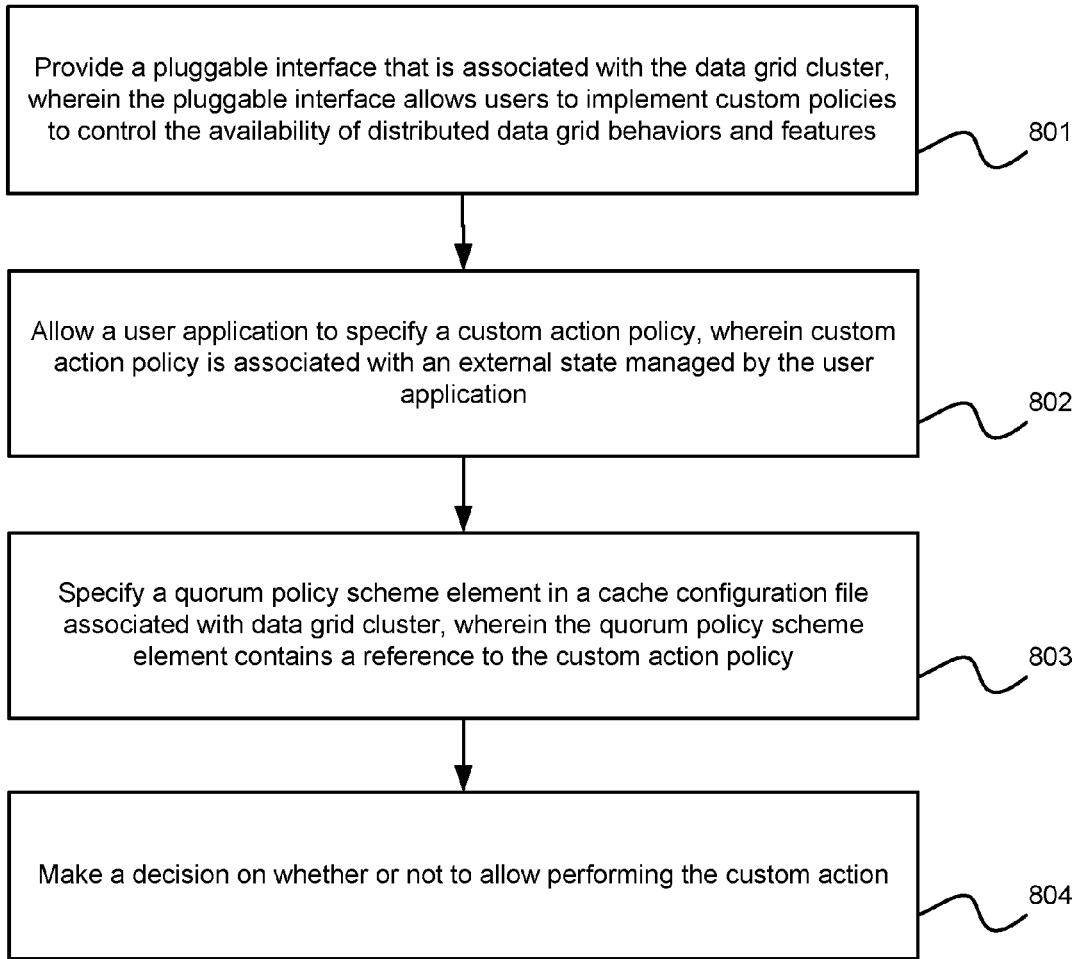 Provide a pluggable interface that is associated with the data grid cluster,
wherein the pluggable interface allows users to implement custom policies
to control the availability of distributed data grid behaviors and features
801
Allow a user application to specify a custom action policy, wherein custom
action policy is associated with an external state managed by the user
application
802
Specify a quorum policy scheme element in a cache configuration file
associated with data grid cluster, wherein the quorum policy scheme
element contains a reference to the custom action policy
803
Make a decision on whether or not to allow performing the custom action
804